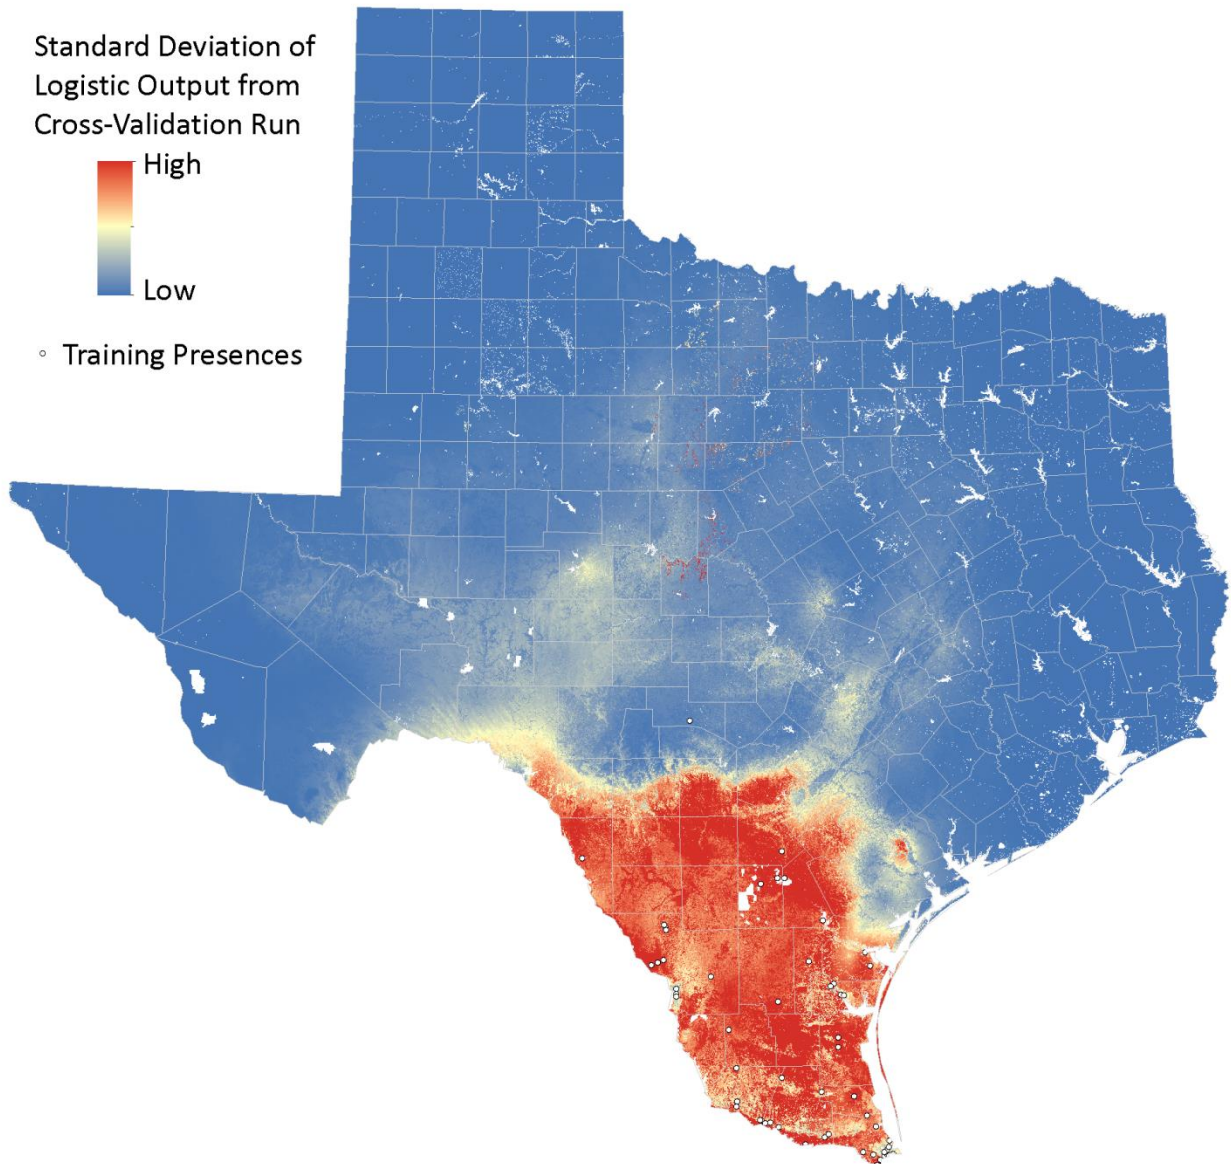 Standard Deviation of
Logistic Output from
Cross-Validation Run
High
Low
Training Presences